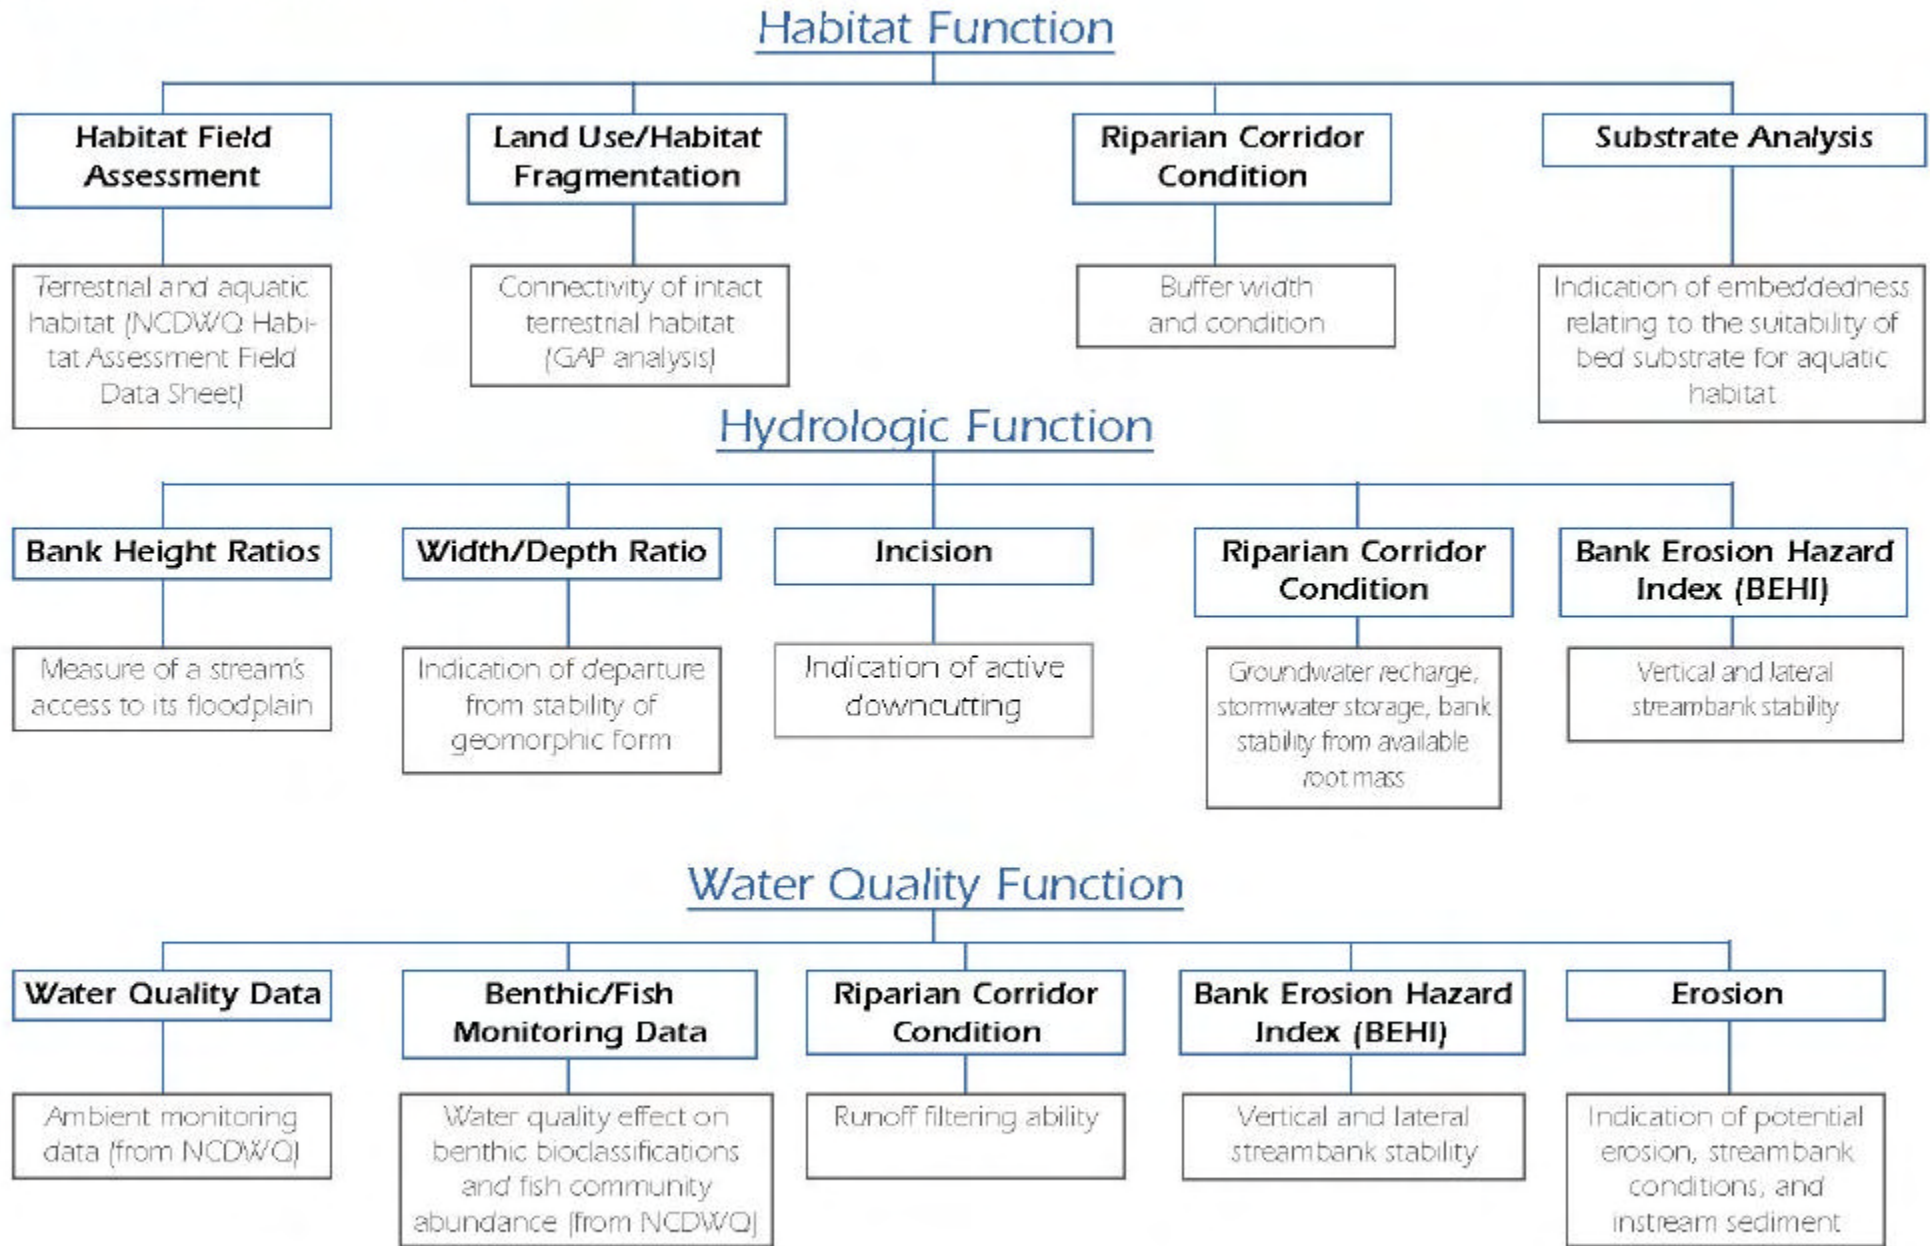 Habitat Function
Habitat Field
Assessment
Land Use/Habitat
Fragmentation
Riparian Corridor
Condition
Substrate Analysis
Terrestrial and aquatic
habitat (NCDWQ Habi-
tat Assessment Field
Data Sheet)
Connectivity of intact
terrestrial habitat
(GAP analysis)
Buffer width
and condition
Indication of embeddedness
relating to the suitability of
bed substrate for aquatic
habitat
Hydrologic Function
Bank Height Ratios
Width/Depth Ratio
Incision
Riparian Corridor
Condition
Bank Erosion Hazard
Index (BEHI)
Measure of a stream's
access to its floodplain
Indication of departure
from stability of
geomorphic form
Indication of active
downcutting
Groundwater recharge,
stormwater storage, bank
stability from available
root mass
Vertical and lateral
streambank stability
Water Quality Function
Water Quality Data
Benthic/Fish
Monitoring Data
Riparian Corridor
Condition
Bank Erosion Hazard
Index (BEHI)
Erosion
Ambient monitoring
data (from NCDWQ)
Water quality effect on
benthic bioclassifications
and fish community
abundance (from NCDWQ)
Runoff filtering ability
Vertical and lateral
streambank stability
Indication of potential
erosion, streambank
conditions, and
instream sediment